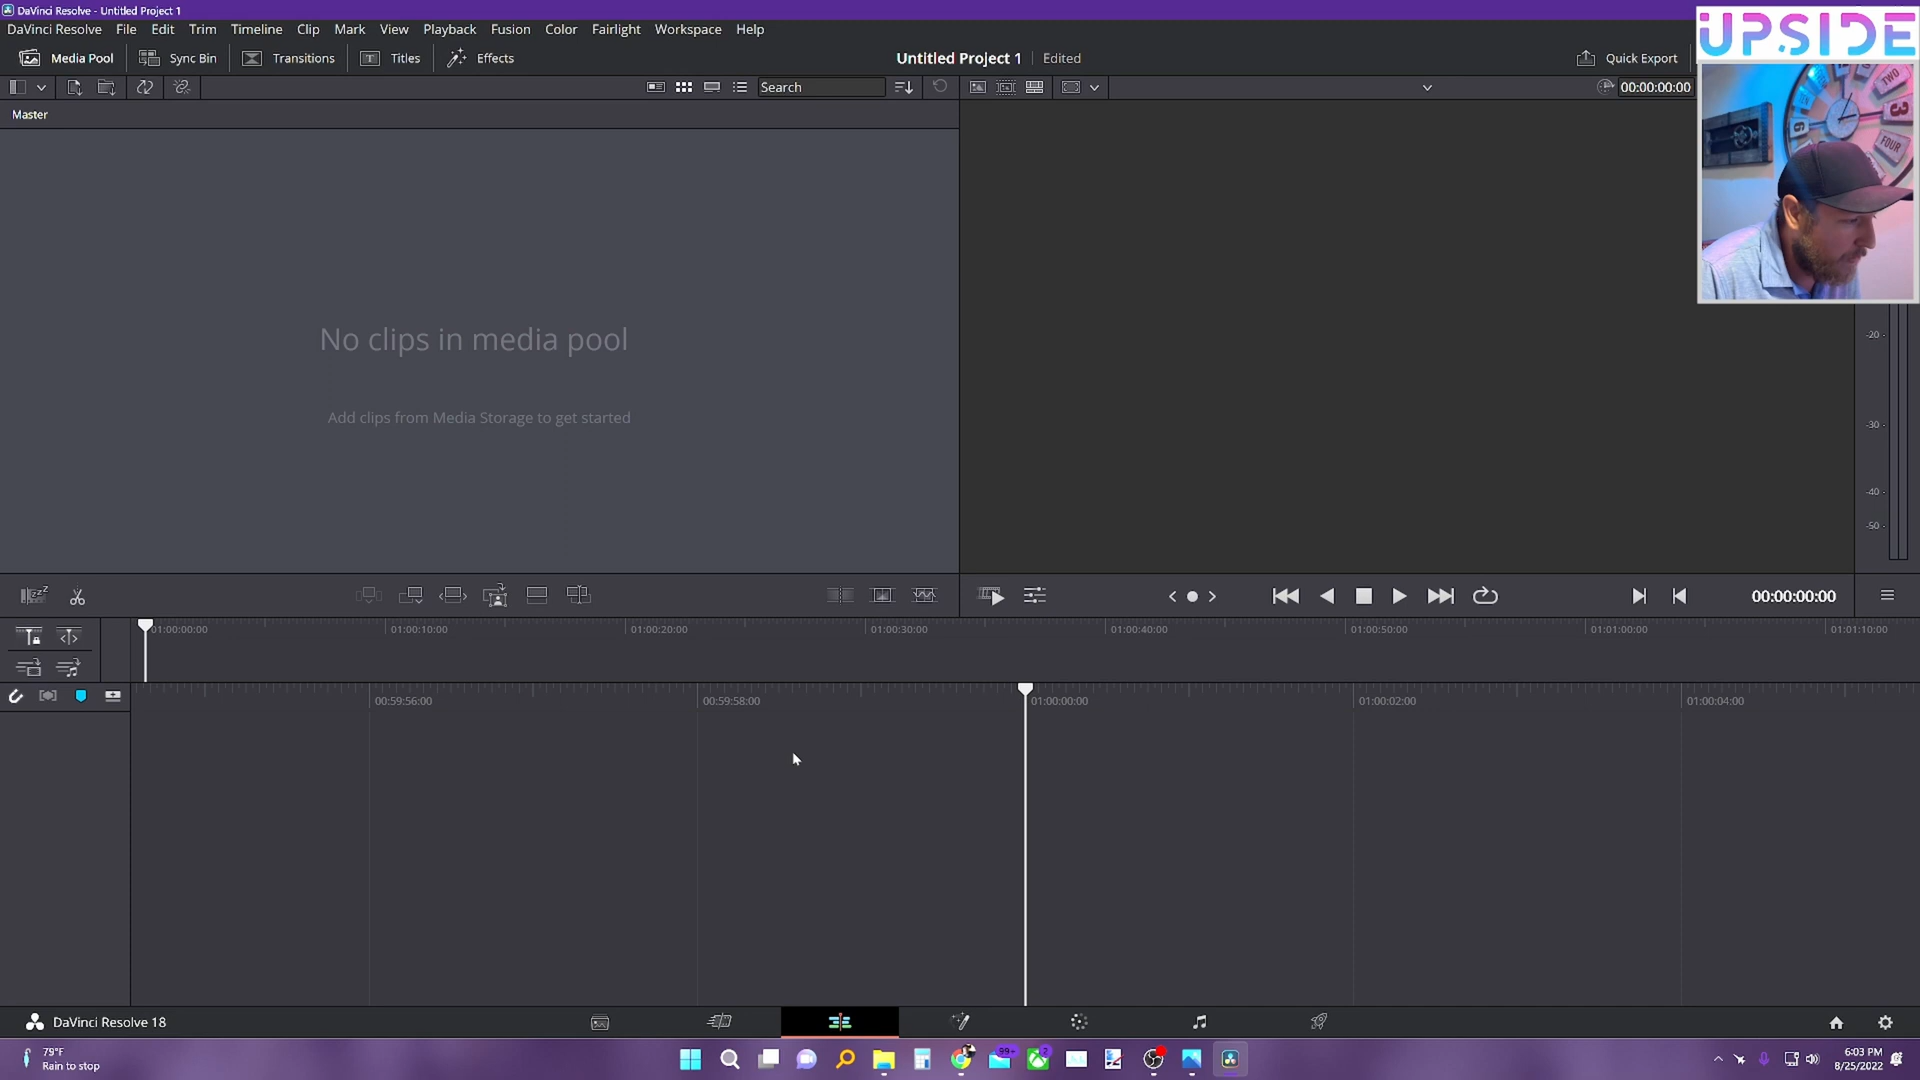 DaVinci Resolve - Untitled Project 1
DaVinci Resolve File Edit Trim Timeline Clip Mark View Playback Fusion Color Fairlight Workspace Help
UPSIDE
Media Pool Sync Bin Transitions Titles Effects Untitled Project 1 Edited Quick Export
Search 00:00:00:00
Master
TWO
3
FOUR
6
No clips in media pool
Add clips from Media Storage to get started
-20
-30
-40
-50
00:00:00:00
01:00:00:00 01:00:10:00 01:00:20:00 01:00:30:00 01:00:40:00 01:00:50:00 01:01:00:00 01:01:10:00
00:59:56:00 00:59:58:00 01:00:00:00 01:00:02:00 01:00:04:00
DaVinci Resolve 18
79°F
Rain to stop
99+
2
6:03 PM
8/25/2022